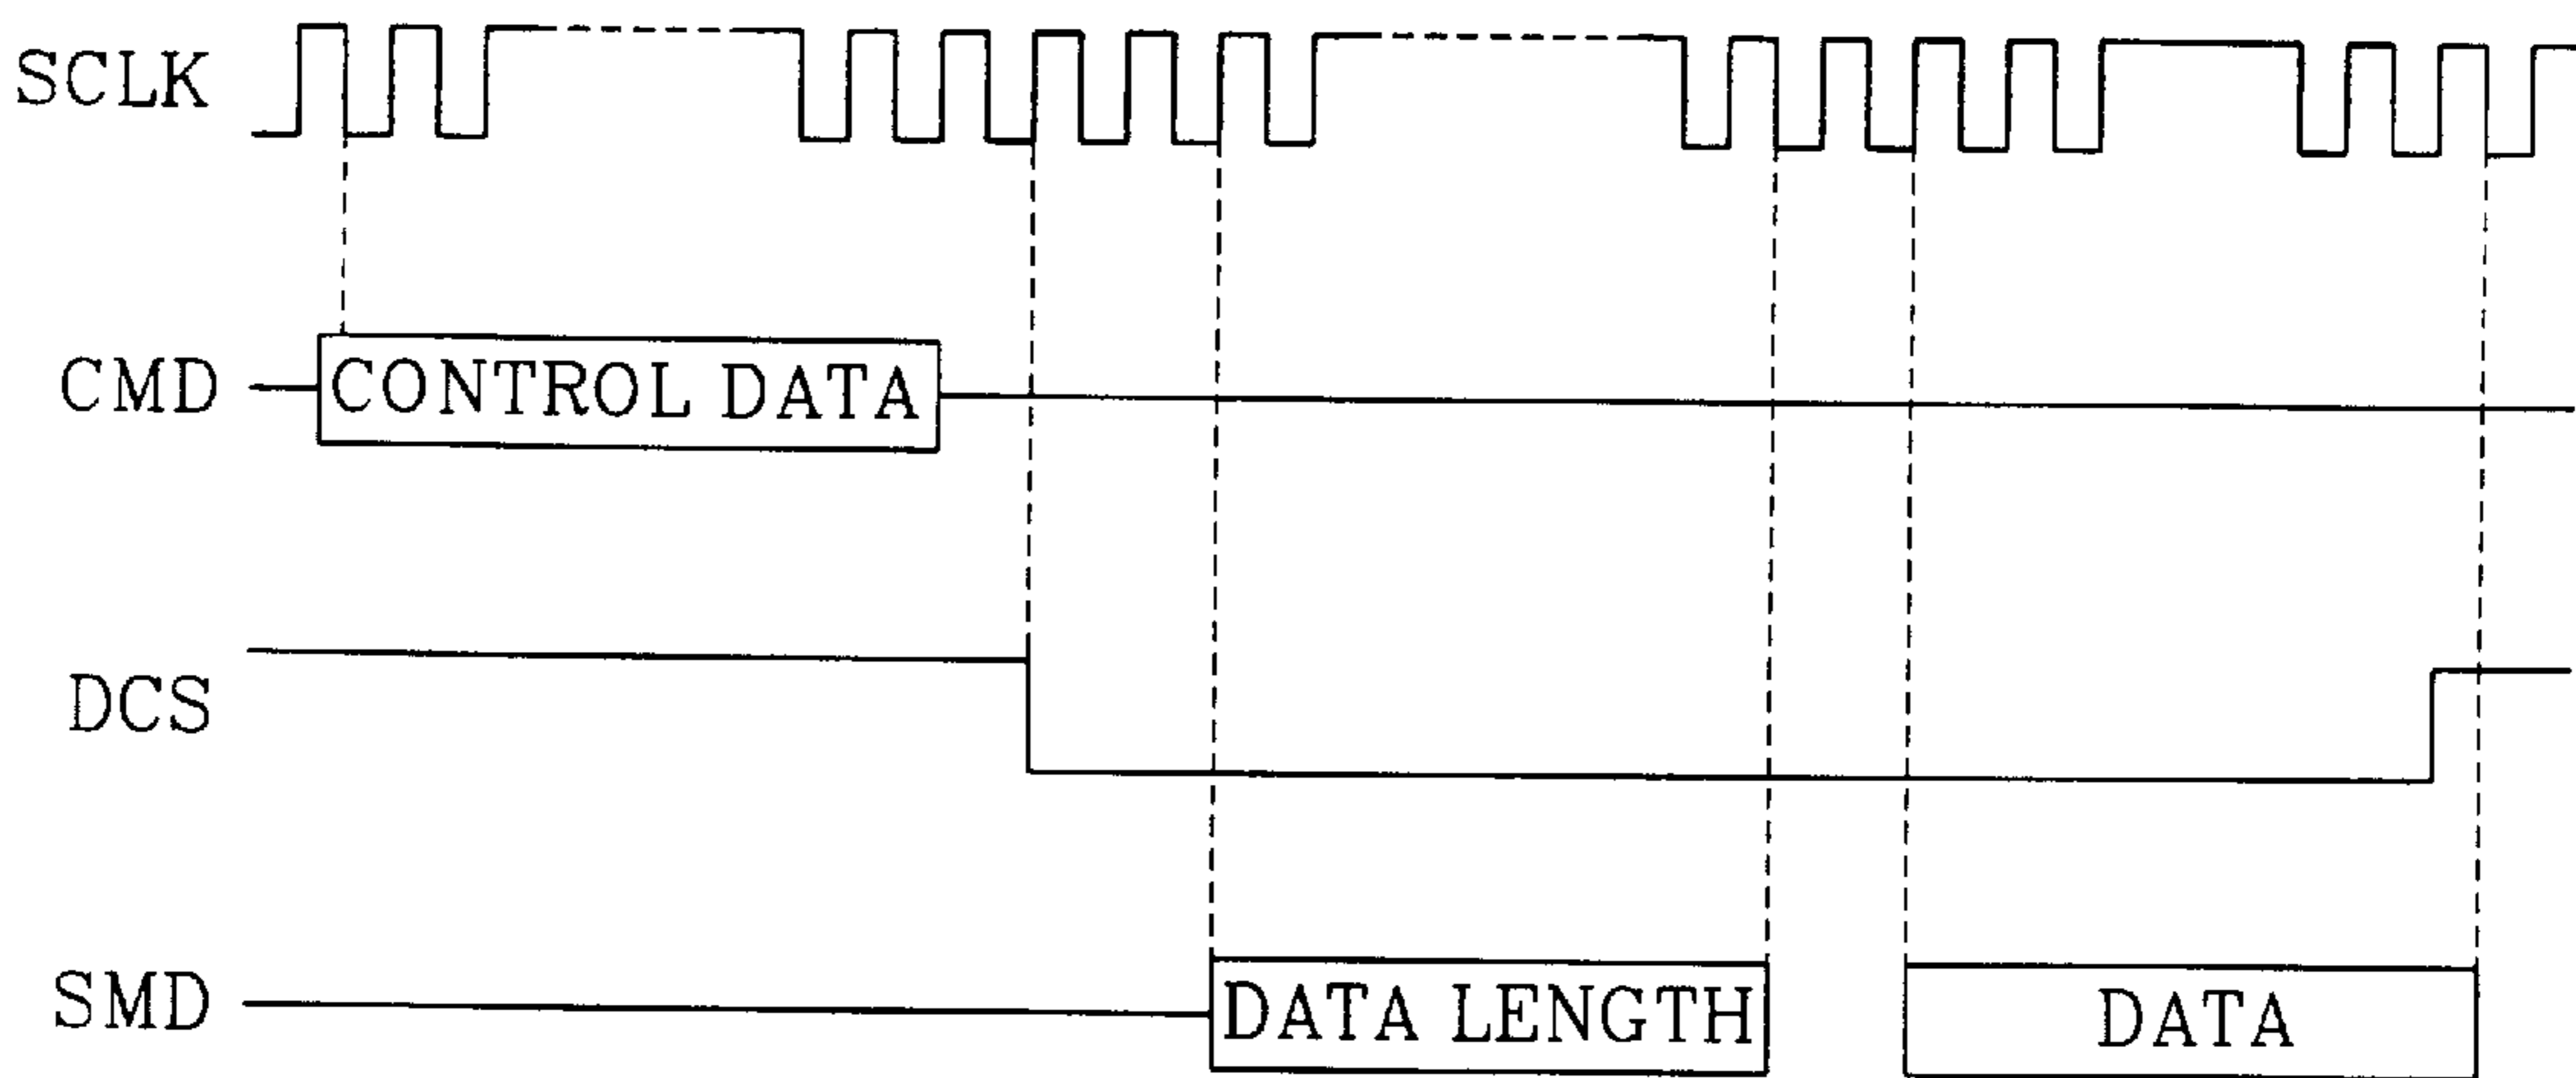 SCLK
CMD CONTROL DATA
DCS
SMD DATA LENGTH DATA